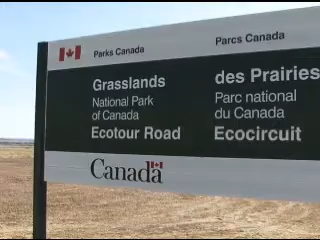 Parks Canada
Parcs Canada
Grasslands
National Park
of Canada
Ecotour Road
des Prairies
Parc national
du Canada
Ecocircuit
Canada